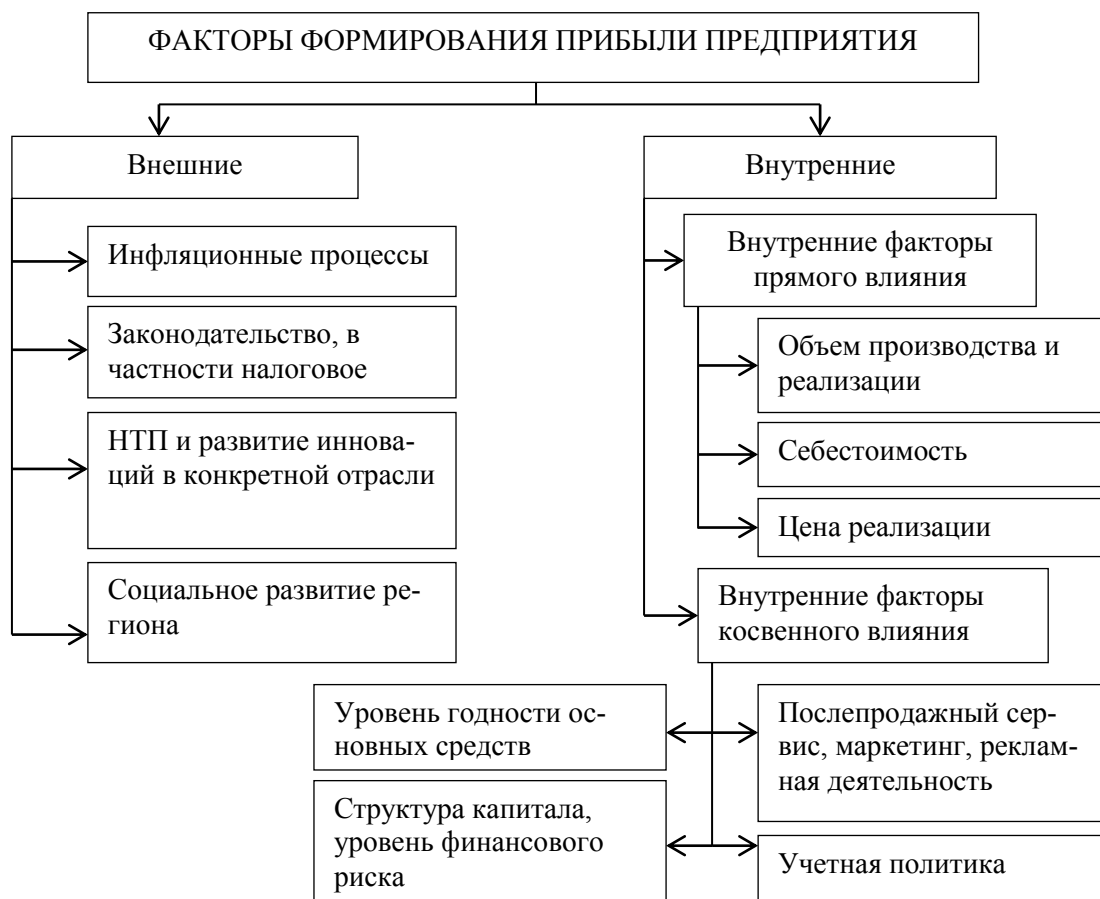 ФАКТОРЫ ФОРМИРОВАНИЯ ПРИБЫЛИ ПРЕДПРИЯТИЯ
Внешние
Инфляционные процессы
Законодательство, в
частности налоговое
НТП и развитие иннова-
ций в конкретной отрасли
Социальное развитие ре-
гиона
Внутренние
Внутренние факторы
прямого влияния
Объем производства и
реализации
Себестоимость
Цена реализации
Внутренние факторы
косвенного влияния
Уровень годности ос-
новных средств
Послепродажный сер-
вис, маркетинг, реклам-
ная деятельность
Структура капитала,
уровень финансового
риска
Учетная политика